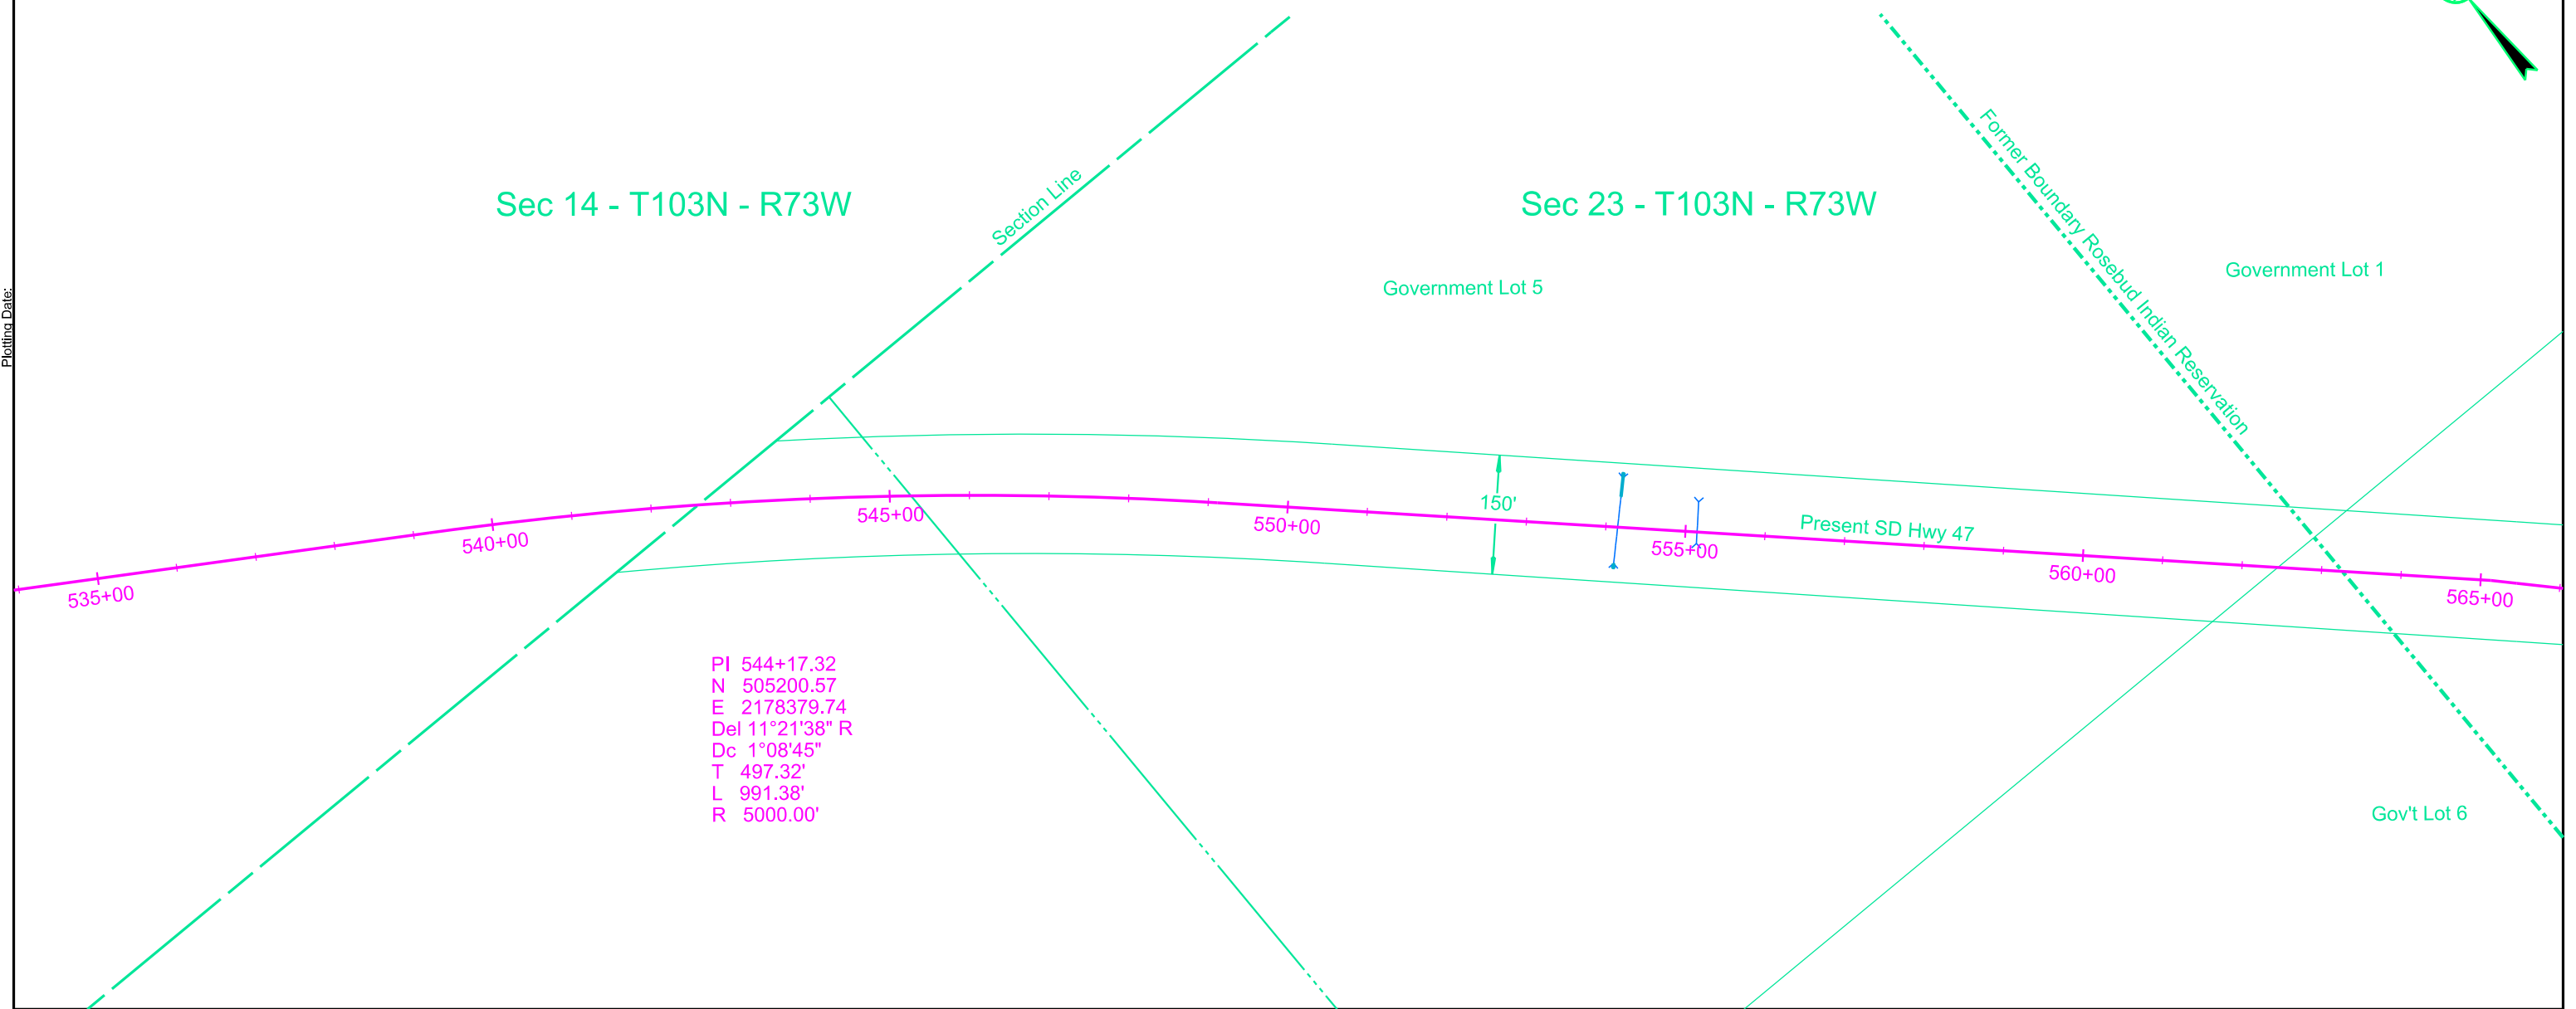 Sec 14 - T103N - R73W
Section Line
Sec 23 - T103N - R73W
Former Boundary Rosebud Indian Reservation
Government Lot 1
Government Lot 5
Plotting Date:
150'
Present SD Hwy 47
535+00
540+00
545+00
550+00
555+00
560+00
565+00
PI 544+17.32
N 505200.57
E 2178379.74
Del 11°21'38" R
Dc 1°08'45"
T 497.32'
L 991.38'
R 5000.00'
Gov't Lot 6